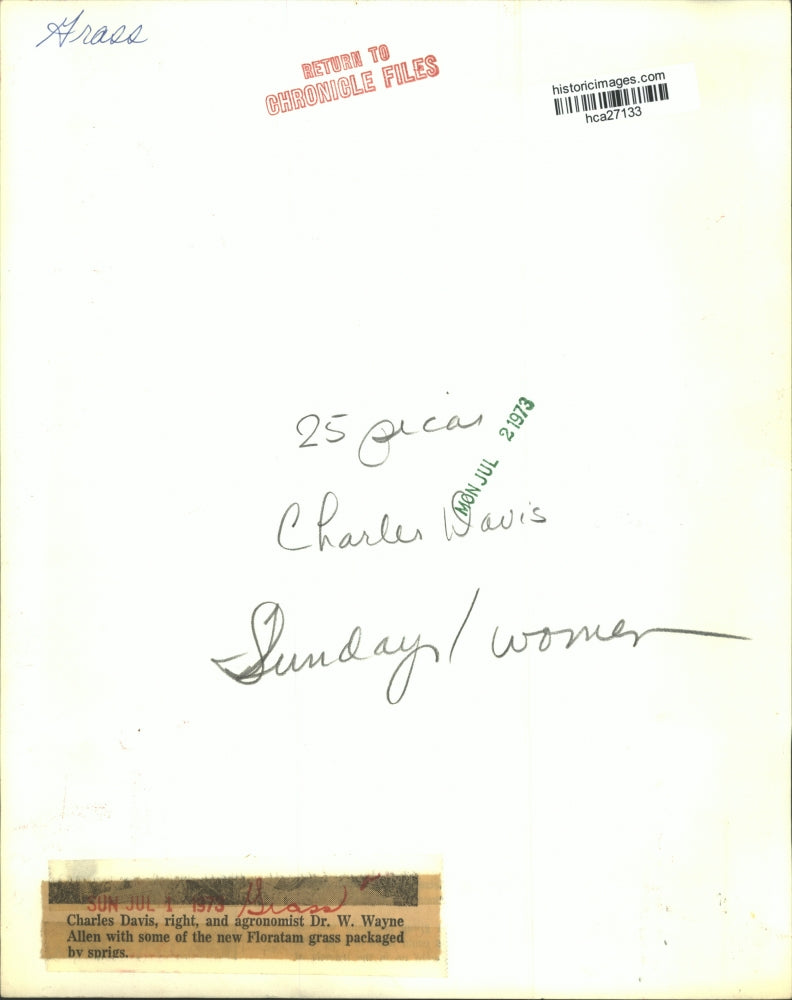 Grass
RETURN TO
CHRONICLE FILES
historicimages.com
hca27133
25 picas
MON JUL 2 1973
Charles Davis
Sunday/women
SUN JUL 1 1973 Grass
Charles Davis, right, and agronomist Dr. W. Wayne
Allen with some of the new Floratam grass packaged
by sprigs.